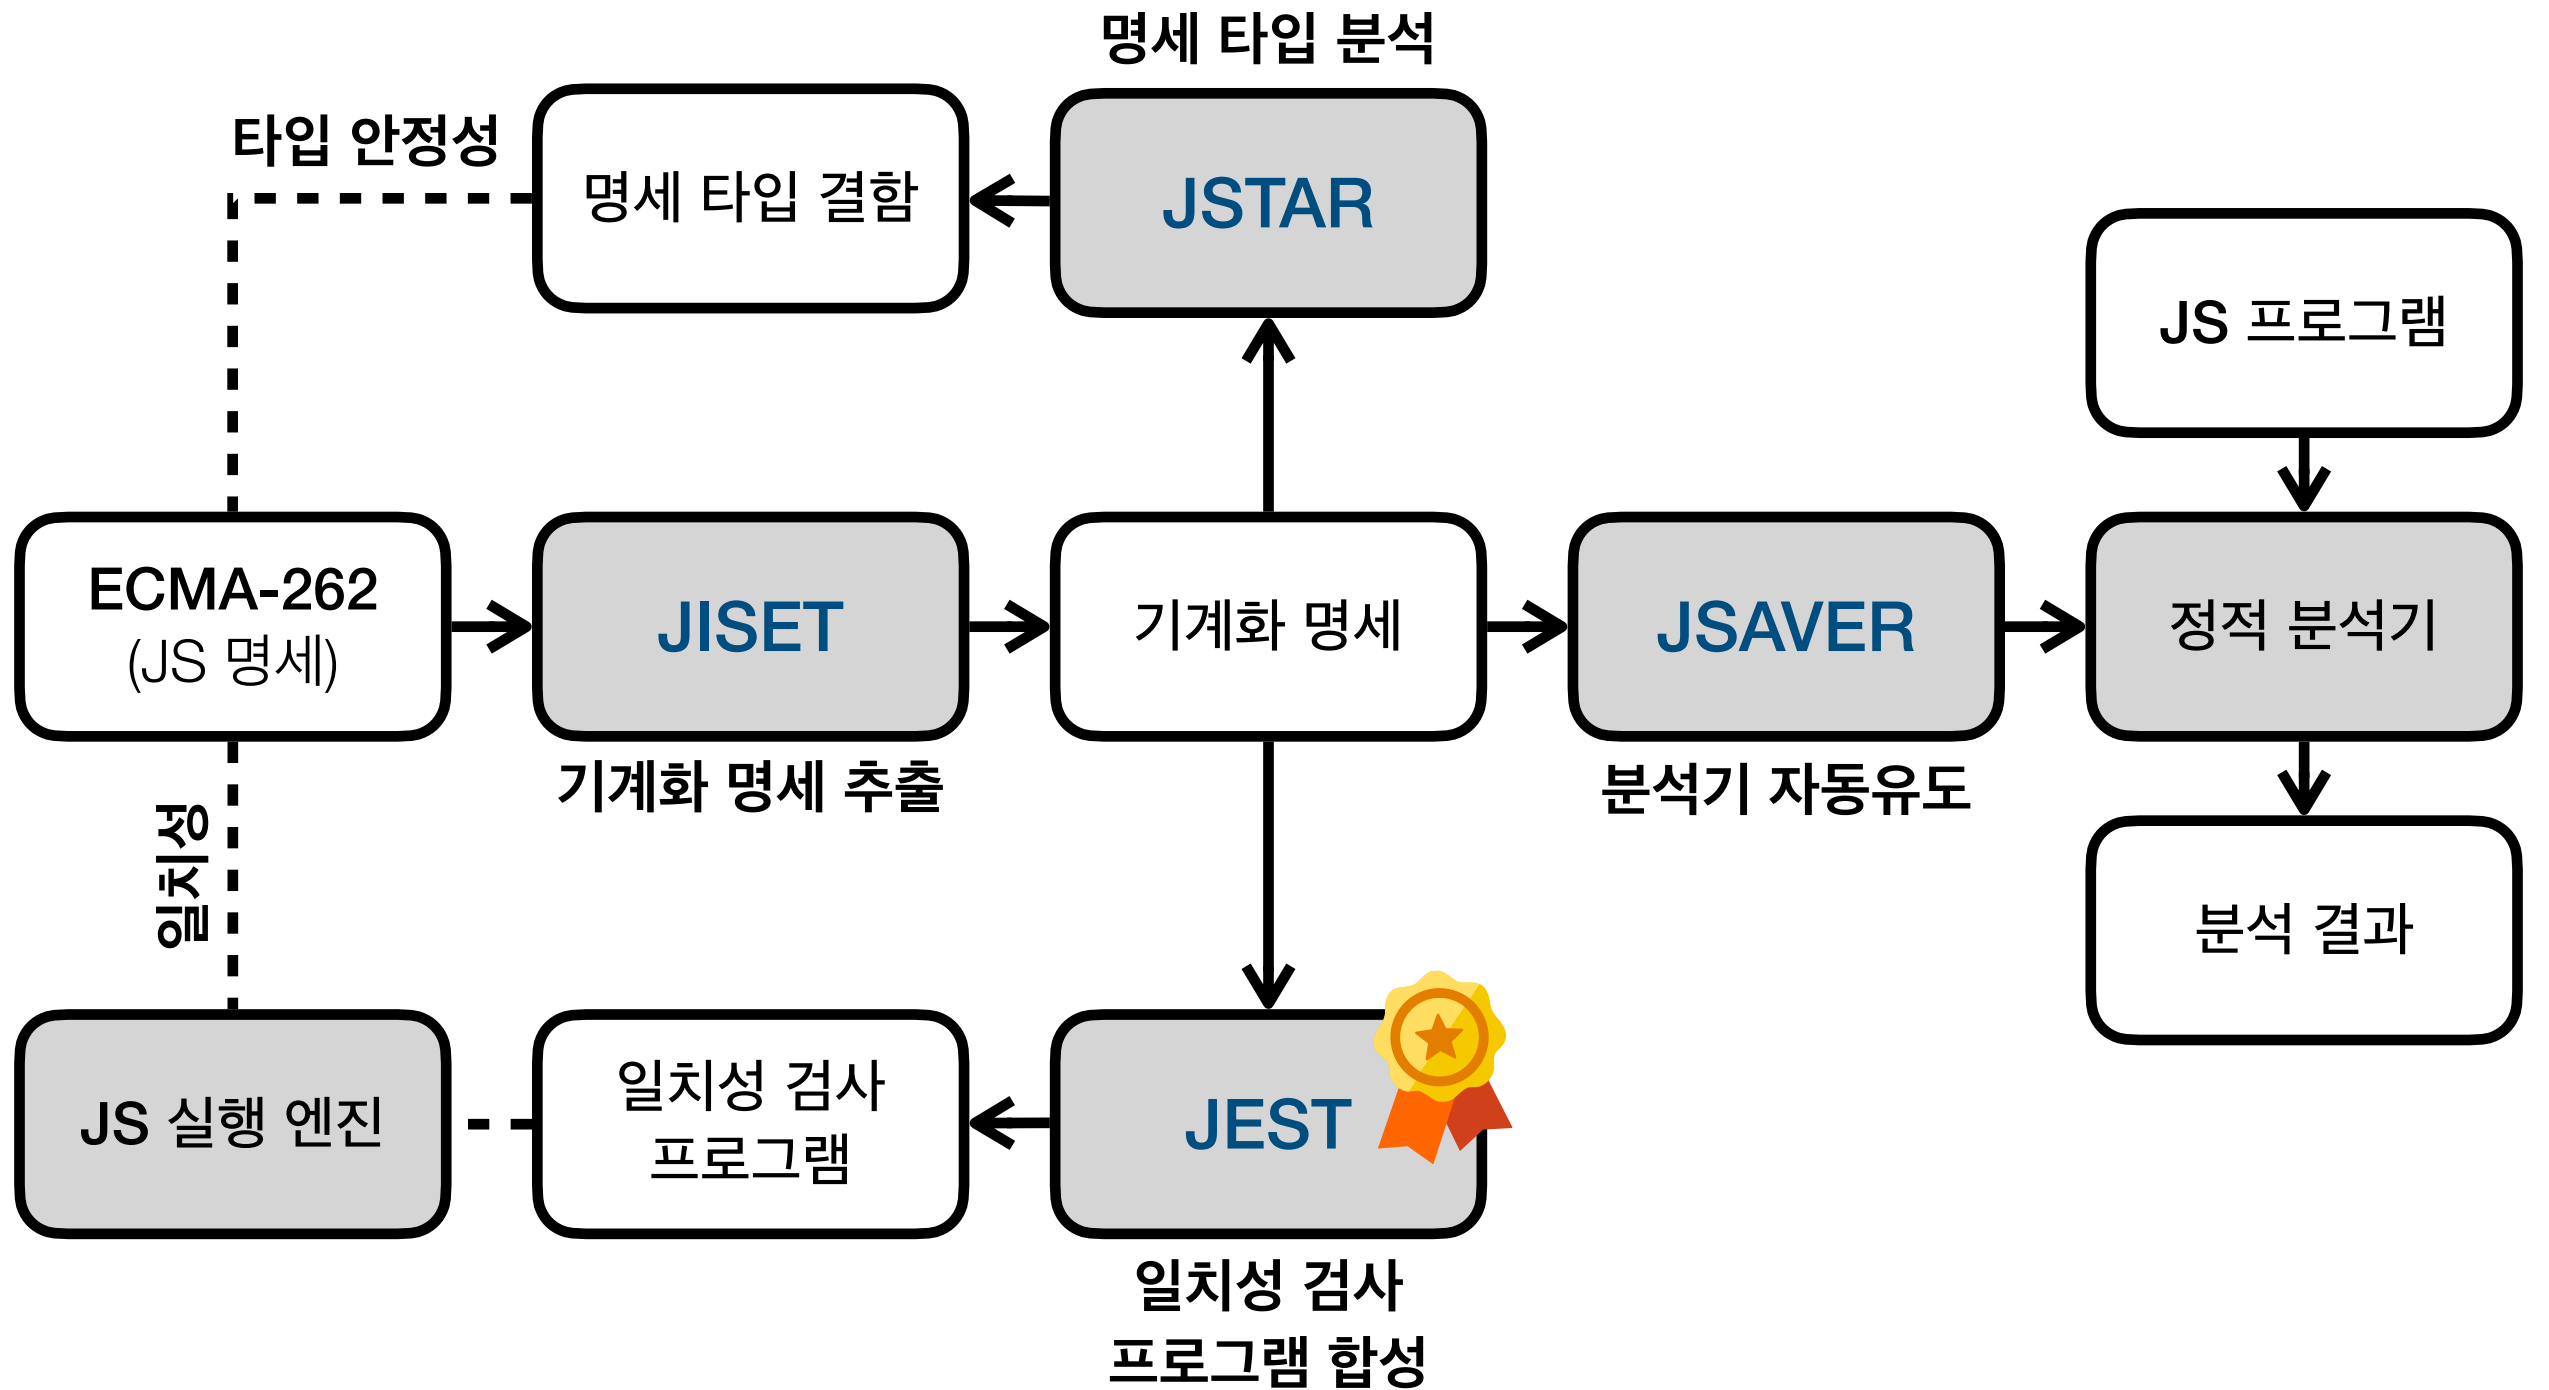 명세 타입 분석
타입 안정성
명세 타입 결함
JSTAR
JS 프로그램
ECMA-262
(JS 명세)
JISET
기계화 명세
JSAVER
정적 분석기
기계화 명세 추출
분석기 자동유도
일치성
분석 결과
JS 실행 엔진
일치성 검사
프로그램
JEST
일치성 검사
프로그램 합성